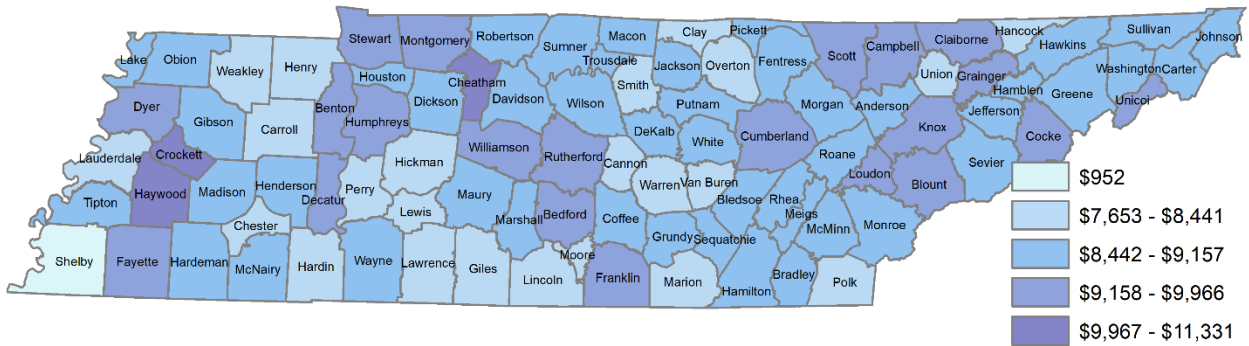 Stewart
Montgomery
Robertson
Sumner
Macon
Clay
Pickett
Scott
Campbell
Claiborne
Hancock
Hawkins
Sullivan
Johnson
Lake
Obion
Weakley
Henry
Houston
Cheatham
Trousdale
Jackson
Overton
Fentress
Union
Grainger
Hamblen
Washington
Carter
Dyer
Gibson
Carroll
Benton
Humphreys
Dickson
Davidson
Wilson
Smith
Putnam
Morgan
Anderson
Jefferson
Greene
Unicoi
Lauderdale
Crockett
Hickman
Williamson
Rutherford
Cannon
DeKalb
White
Cumberland
Roane
Knox
Cocke
Tipton
Haywood
Madison
Henderson
Decatur
Perry
Lewis
Maury
Marshall
Bedford
Coffee
Warren
Van Buren
Bledsoe
Rhea
Meigs
McMinn
Loudon
Blount
Monroe
Sevier
Shelby
Fayette
Hardeman
Chester
McNairy
Hardin
Wayne
Lawrence
Giles
Lincoln
Moore
Franklin
Grundy
Sequatchie
Marion
Hamilton
Bradley
Polk
$952
$7,653 - $8,441
$8,442 - $9,157
$9,158 - $9,966
$9,967 - $11,331